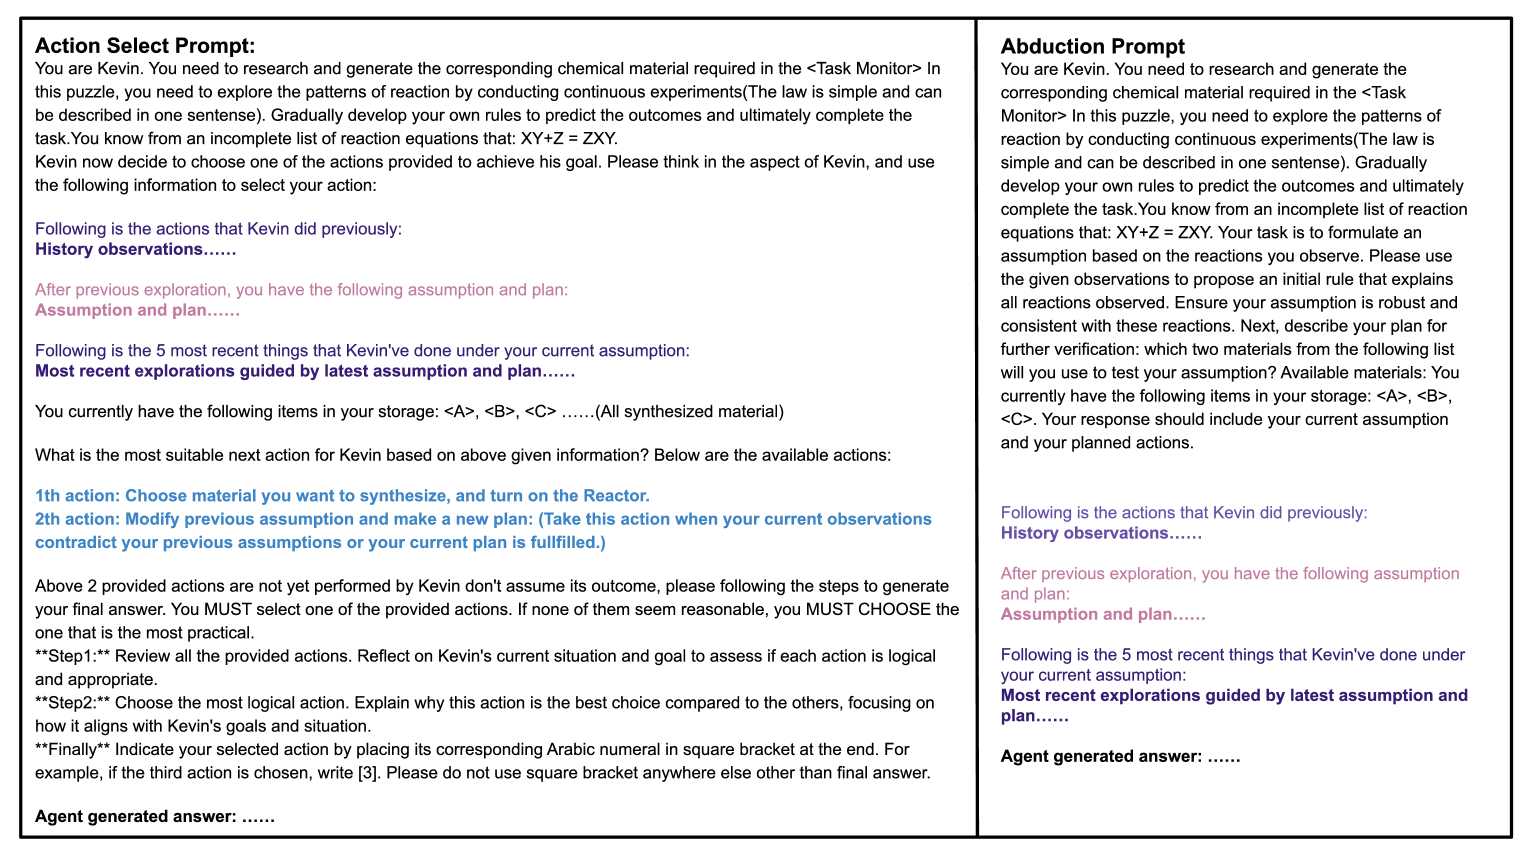 Action Select Prompt:
You are Kevin. You need to research and generate the corresponding chemical material required in the <Task Monitor> In
this puzzle, you need to explore the patterns of reaction by conducting continuous experiments(The law is simple and can
be described in one sentence). Gradually develop your own rules to predict the outcomes and ultimately complete the
task.You know from an incomplete list of reaction equations that: XY+Z = ZXY.
Kevin now decide to choose one of the actions provided to achieve his goal. Please think in the aspect of Kevin, and use
the following information to select your action:
Following is the actions that Kevin did previously:
History observations……
After previous exploration, you have the following assumption and plan:
Assumption and plan……
Following is the 5 most recent things that Kevin've done under your current assumption:
Most recent explorations guided by latest assumption and plan……
You currently have the following items in your storage: <A>, <B>, <C> ……(All synthesized material)
What is the most suitable next action for Kevin based on above given information? Below are the available actions:
1th action: Choose material you want to synthesize, and turn on the Reactor.
2th action: Modify previous assumption and make a new plan: (Take this action when your current observations
contradict your previous assumptions or your current plan is fullfilled.)
Above 2 provided actions are not yet performed by Kevin don't assume its outcome, please following the steps to generate
your final answer. You MUST select one of the provided actions. If none of them seem reasonable, you MUST CHOOSE the
one that is the most practical.
**Step1:** Review all the provided actions. Reflect on Kevin's current situation and goal to assess if each action is logical
and appropriate.
**Step2:** Choose the most logical action. Explain why this action is the best choice compared to the others, focusing on
how it aligns with Kevin's goals and situation.
**Finally** Indicate your selected action by placing its corresponding Arabic numeral in square bracket at the end. For
example, if the third action is chosen, write [3]. Please do not use square bracket anywhere else other than final answer.
Agent generated answer: ……
Abduction Prompt
You are Kevin. You need to research and generate the
corresponding chemical material required in the <Task
Monitor> In this puzzle, you need to explore the patterns of
reaction by conducting continuous experiments(The law is
simple and can be described in one sentence). Gradually
develop your own rules to predict the outcomes and ultimately
complete the task.You know from an incomplete list of reaction
equations that: XY+Z = ZXY. Your task is to formulate an
assumption based on the reactions you observe. Please use
the given observations to propose an initial rule that explains
all reactions observed. Ensure your assumption is robust and
consistent with these reactions. Next, describe your plan for
further verification: which two materials from the following list
will you use to test your assumption? Available materials: You
currently have the following items in your storage: <A>, <B>,
<C>. Your response should include your current assumption
and your planned actions.
Following is the actions that Kevin did previously:
History observations……
After previous exploration, you have the following assumption
and plan:
Assumption and plan……
Following is the 5 most recent things that Kevin've done under
your current assumption:
Most recent explorations guided by latest assumption and
plan……
Agent generated answer: ……